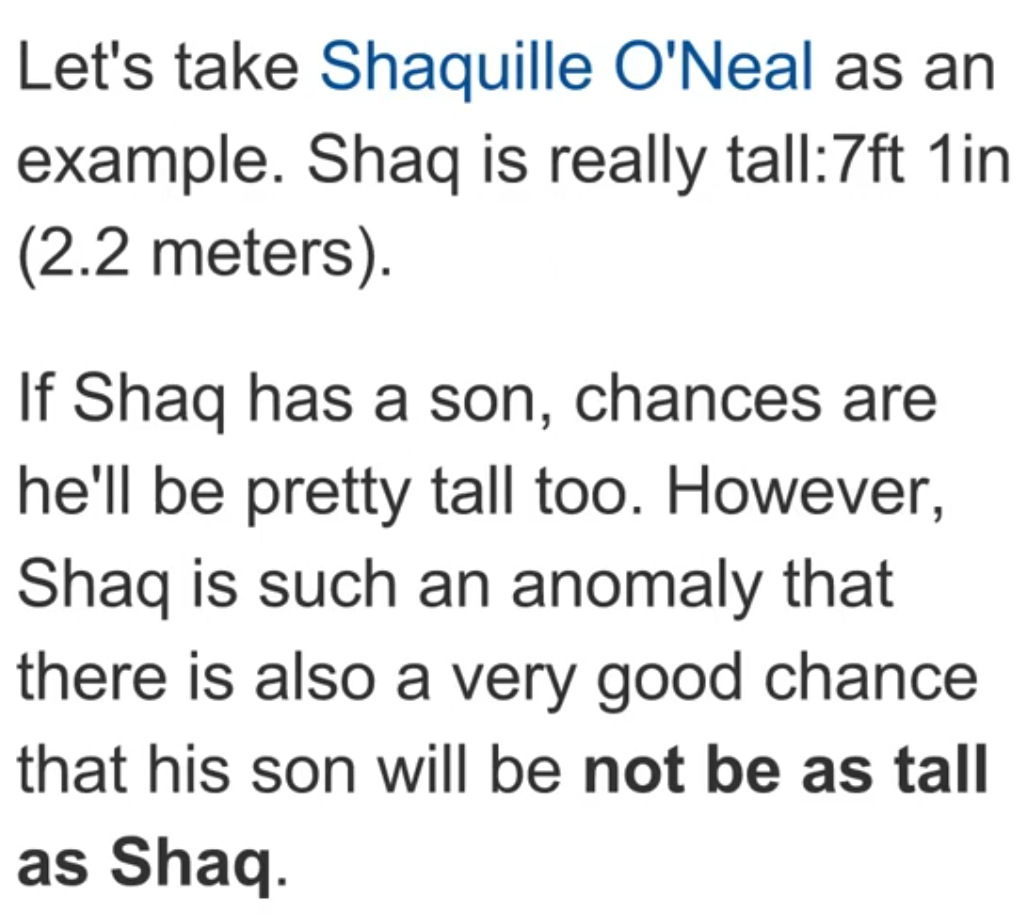 Let's take Shaquille O'Neal as an
example. Shaq is really tall:7ft 1in
(2.2 meters).
If Shaq has a son, chances are
he'll be pretty tall too. However,
Shaq is such an anomaly that
there is also a very good chance
that his son will be not be as tall
as Shaq.